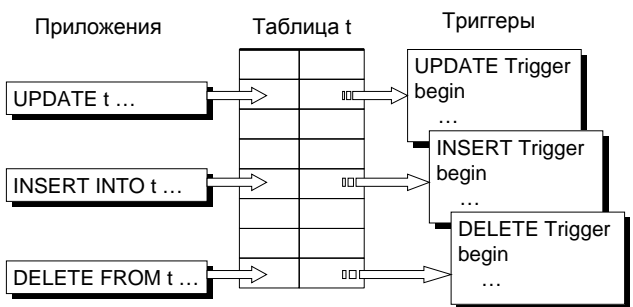 Приложения
Таблица t
Триггеры
UPDATE t …
UPDATE Trigger
begin
…
INSERT INTO t …
INSERT Trigger
begin
…
DELETE FROM t …
DELETE Trigger
begin
…